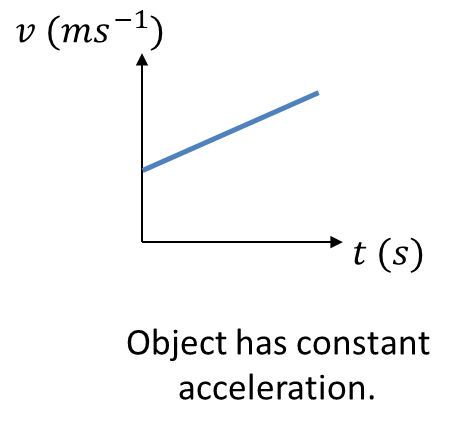 v (ms⁻¹)
t (s)
Object has constant
acceleration.